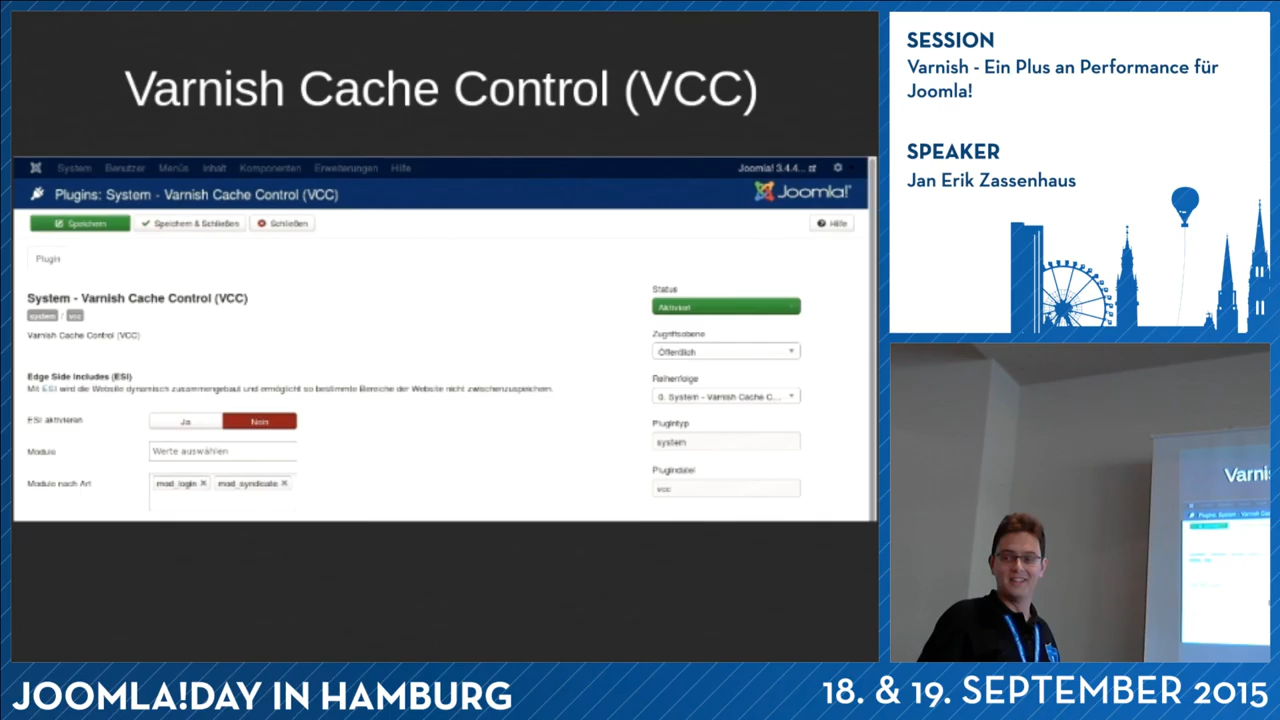 Varnish Cache Control (VCC)
System Benutzer Menüs Inhalt Komponenten Erweiterungen Hilfe
Joomla! 3.4.4...
Plugins: System - Varnish Cache Control (VCC)
Joomla!
Speichern
Speichern & Schließen
Schließen
Hilfe
Plugin
System - Varnish Cache Control (VCC)
system / vcc
Varnish Cache Control (VCC)
Edge Side Includes (ESI)
Mit ESI wird die Website dynamisch zusammengebaut und ermöglicht so bestimmte Bereiche der Website nicht zwischenzuspeichern.
ESI aktivieren
Ja
Nein
Module
Werte auswählen
Module nach Art
mod_login
mod_syndicate
Status
Aktiviert
Zugriffsebene
Öffentlich
Reihenfolge
0. System - Varnish Cache C...
Plugintyp
system
Plugindatei
vcc
SESSION
Varnish - Ein Plus an Performance für
Joomla!
SPEAKER
Jan Erik Zassenhaus
Varnis
JOOMLA!DAY IN HAMBURG
18. & 19. SEPTEMBER 2015